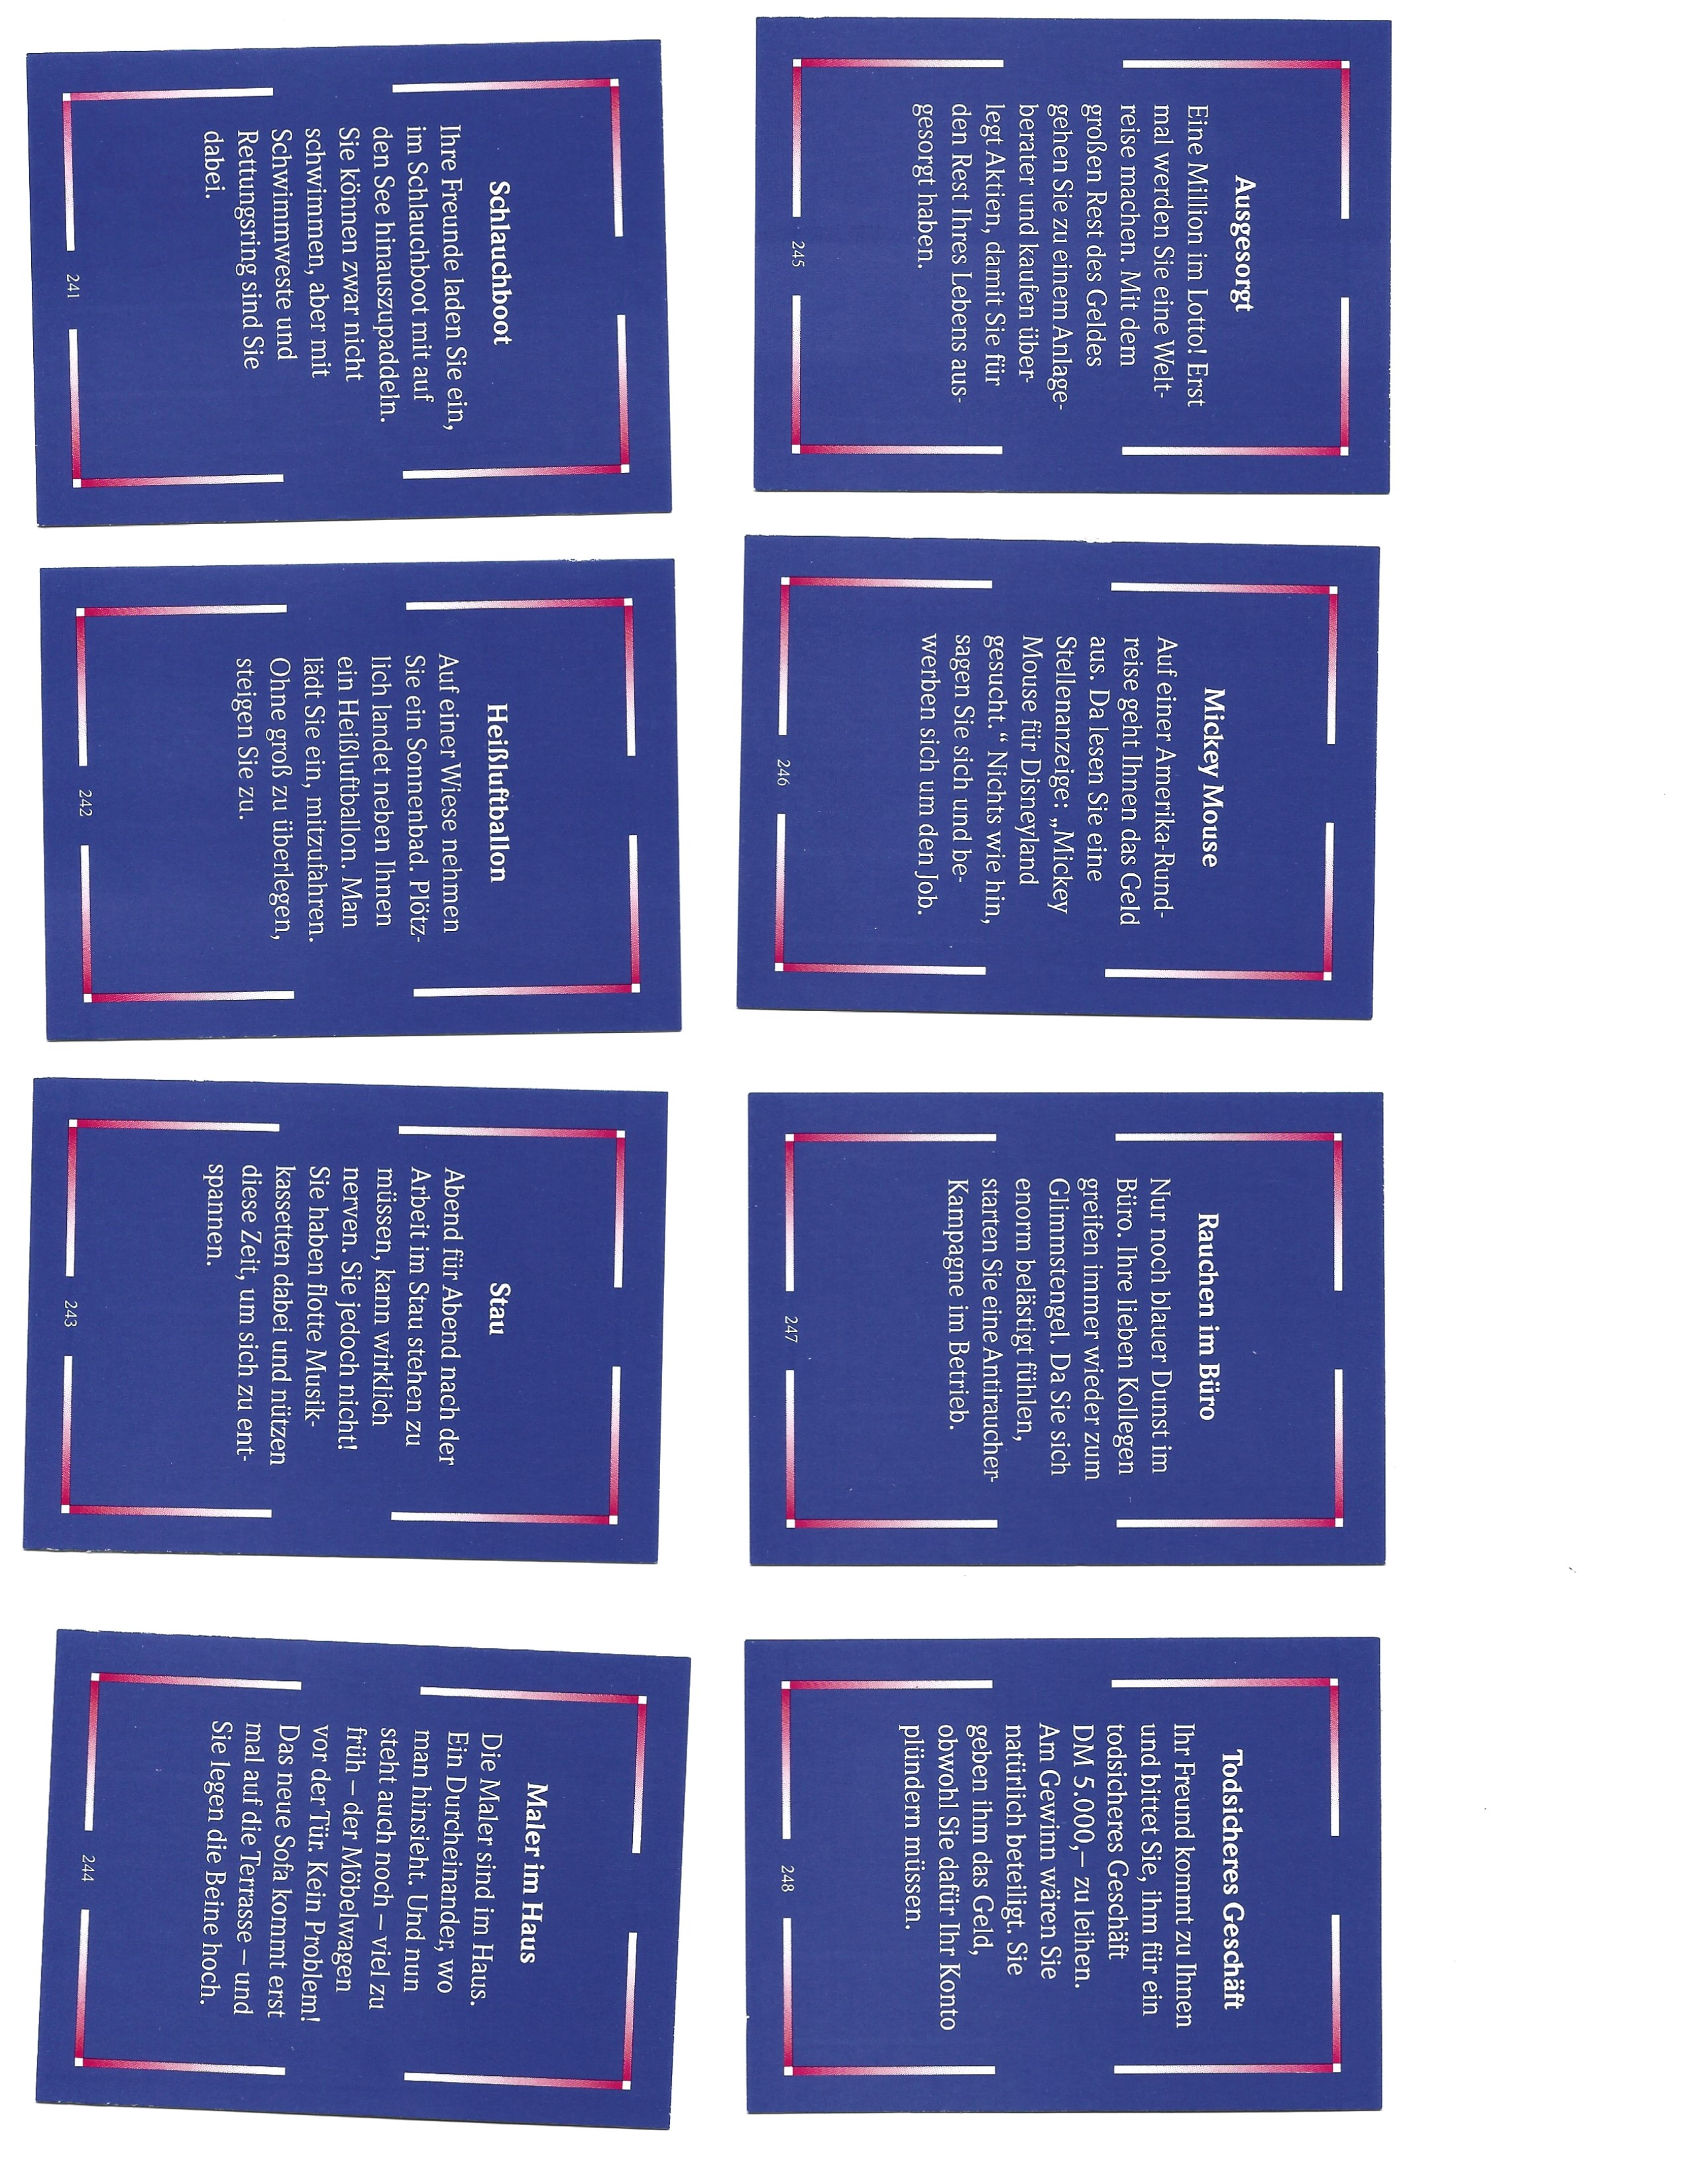 Schlauchboot
Ihre Freunde laden Sie ein,
im Schlauchboot mit auf
den See hinauszupaddeln.
Sie können zwar nicht
schwimmen, aber mit
Schwimmweste und
Rettungsring sind Sie
dabei.
241
Heißluftballon
Auf einer Wiese nehmen
Sie ein Sonnenbad. Plötz-
lich landet neben Ihnen
ein Heißluftballon. Man
lädt Sie ein, mitzufahren.
Ohne groß zu überlegen,
steigen Sie zu.
242
Stau
Abend für Abend nach der
Arbeit im Stau stehen zu
müssen, kann wirklich
nerven. Sie jedoch nicht!
Sie haben flotte Musik-
kassetten dabei und nützen
diese Zeit, um sich zu ent-
spannen.
243
Maler im Haus
Die Maler sind im Haus.
Ein Durcheinander, wo
man hinsieht. Und nun
steht auch noch – viel zu
früh – der Möbelwagen
vor der Tür. Kein Problem!
Das neue Sofa kommt erst
mal auf die Terrasse – und
Sie legen die Beine hoch.
244
Ausgesorgt
Eine Million im Lotto! Erst
mal werden Sie eine Welt-
reise machen. Mit dem
großen Rest des Geldes
gehen Sie zu einem Anlage-
berater und kaufen über-
legt Aktien, damit Sie für
den Rest Ihres Lebens aus-
gesorgt haben.
245
Mickey Mouse
Auf einer Amerika-Rund-
reise geht Ihnen das Geld
aus. Da lesen Sie eine
Stellenanzeige: „Mickey
Mouse für Disneyland
gesucht.“ Nichts wie hin,
sagen Sie sich und be-
werben sich um den Job.
246
Rauchen im Büro
Nur noch blauer Dunst im
Büro. Ihre lieben Kollegen
greifen immer wieder zum
Glimmstengel. Da Sie sich
enorm belästigt fühlen,
starten Sie eine Antiraucher-
Kampagne im Betrieb.
247
Todsicheres Geschäft
Ihr Freund kommt zu Ihnen
und bittet Sie, ihm für ein
todsicheres Geschäft
DM 5.000,– zu leihen.
Am Gewinn wären Sie
natürlich beteiligt. Sie
geben ihm das Geld,
obwohl Sie dafür Ihr Konto
plündern müssen.
248